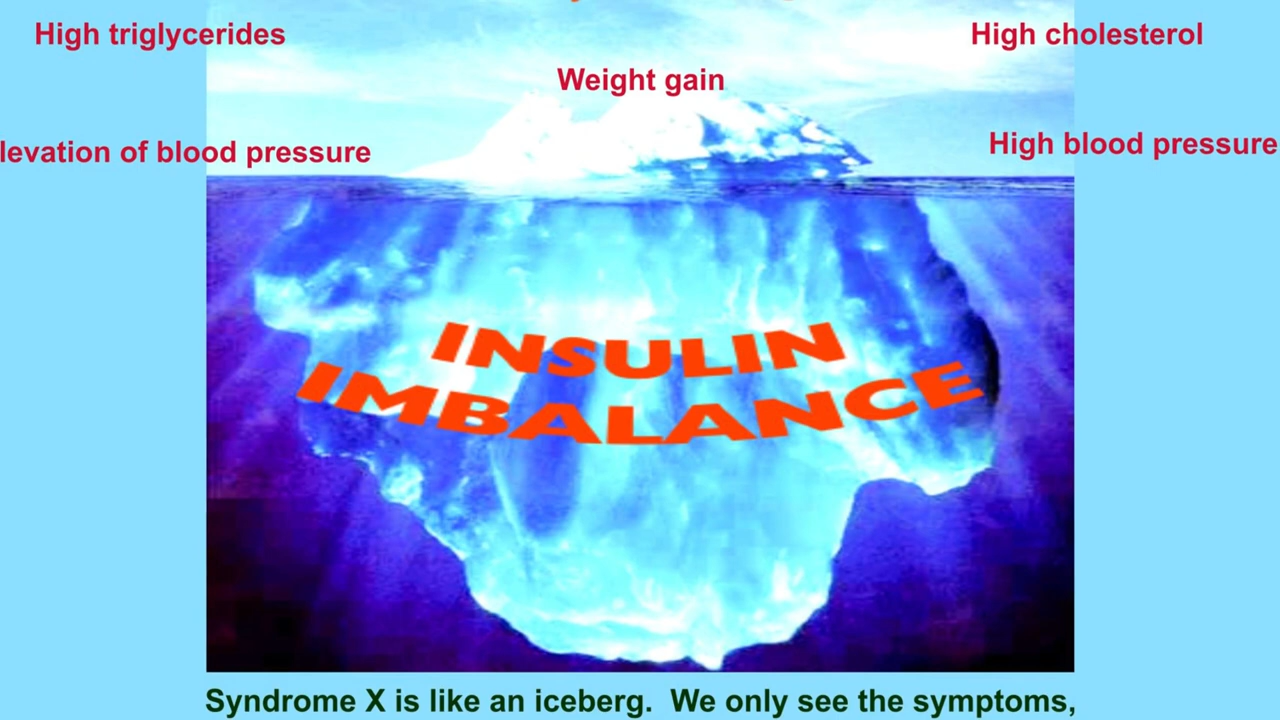 High triglycerides
High cholesterol
Weight gain
levation of blood pressure
High blood pressure
INSULIN
IMBALANCE
Syndrome X is like an iceberg. We only see the symptoms,